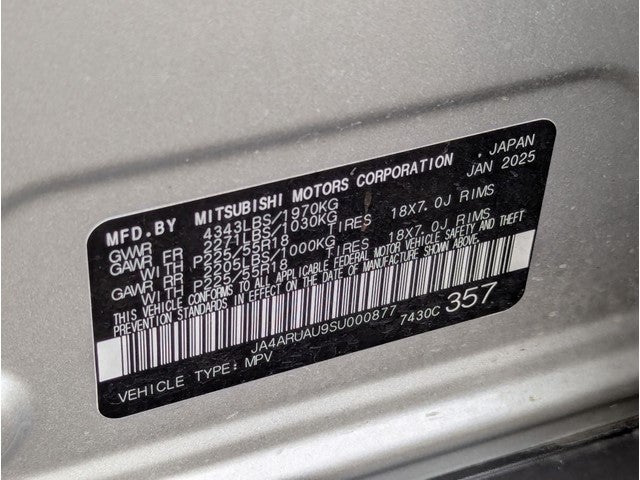 MFD.BY MITSUBISHI MOTORS CORPORATION , JAPAN
JAN 2025
GVWR 4343LBS/1970KG
GAWR FR 2271LBS/1030KG
WITH P225/55R18 TIRES 18X7.0J RIMS
GAWR RR 2205LBS/1000KG
WITH P225/55R18 TIRES 18X7.0J RIMS
THIS VEHICLE CONFORMS TO ALL APPLICABLE FEDERAL MOTOR VEHICLE SAFETY AND THEFT
PREVENTION STANDARDS IN EFFECT ON THE DATE OF MANUFACTURE SHOWN ABOVE.
JA4ARUAU9SU000877 7430C 357
VEHICLE TYPE:MPV